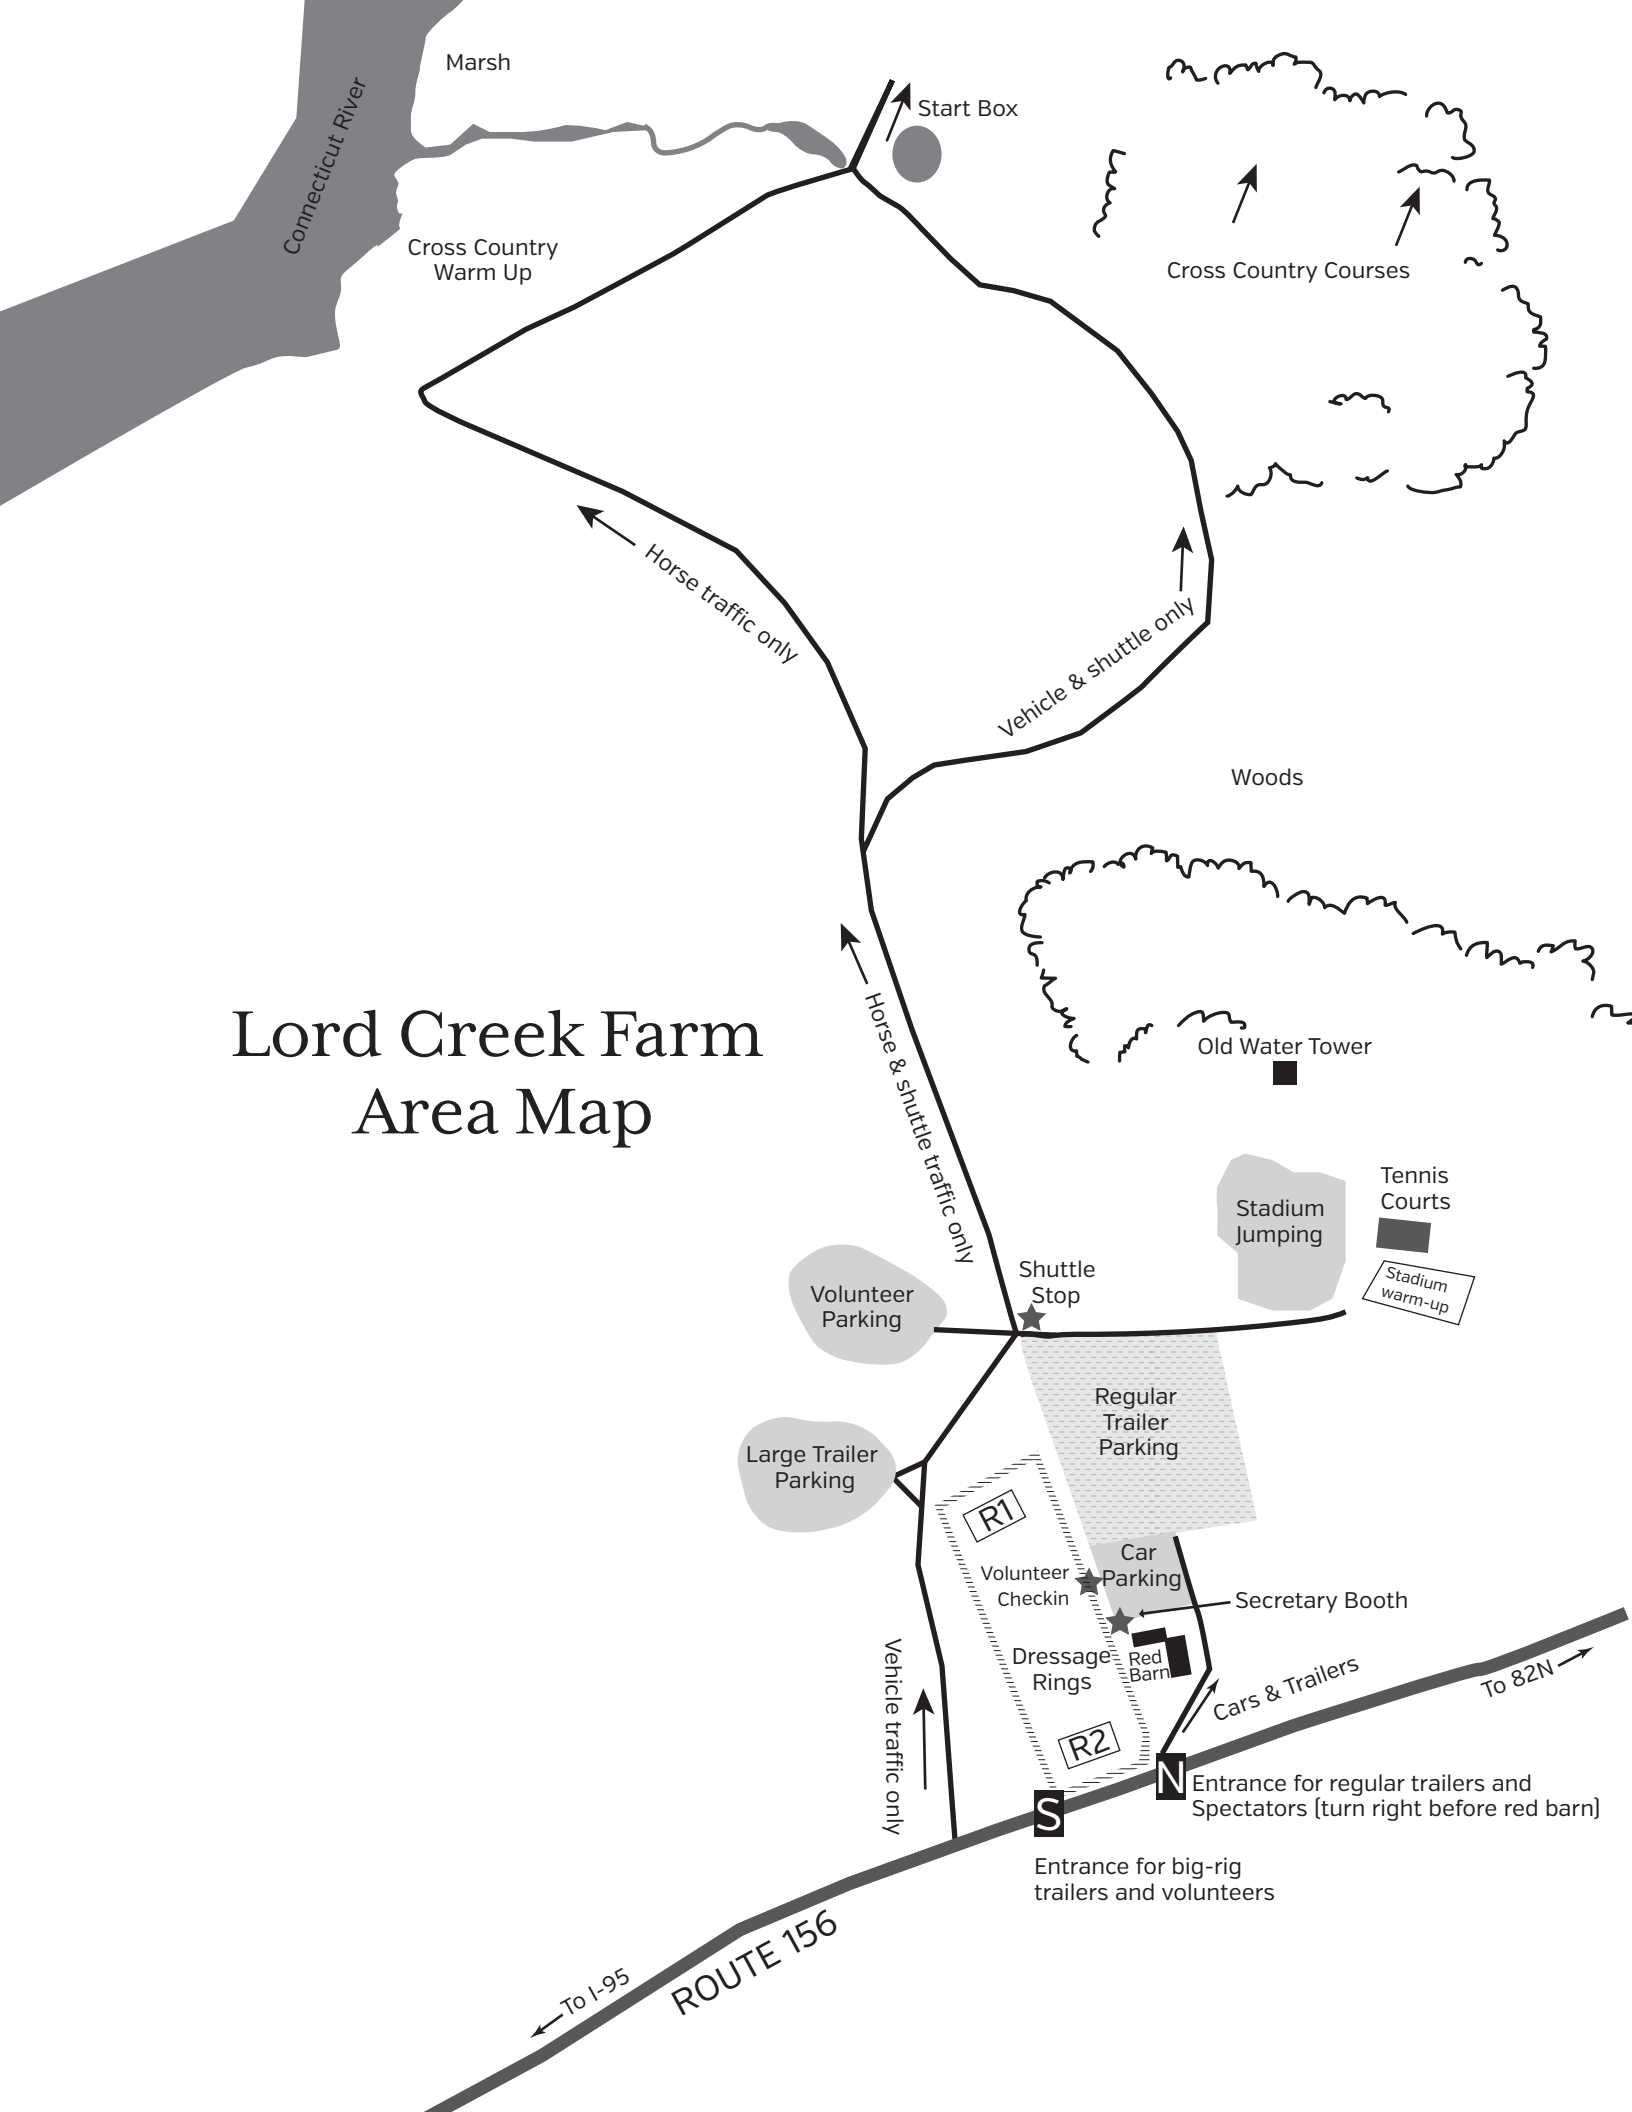 Marsh
Start Box
Connecticut River
Cross Country
Warm Up
Cross Country Courses
Horse traffic only
Vehicle & shuttle only
Woods
Lord Creek Farm
Area Map
Horse & shuttle traffic only
Old Water Tower
Stadium
Jumping
Tennis
Courts
Stadium
warm-up
Shuttle
Stop
Volunteer
Parking
Regular
Trailer
Parking
Large Trailer
Parking
R1
Volunteer
Checkin
Car
Parking
Secretary Booth
Dressage
Rings
Red
Barn
Vehicle traffic only
R2
Cars & Trailers
To 82N
N
Entrance for regular trailers and
Spectators (turn right before red barn)
S
Entrance for big-rig
trailers and volunteers
ROUTE 156
To I-95